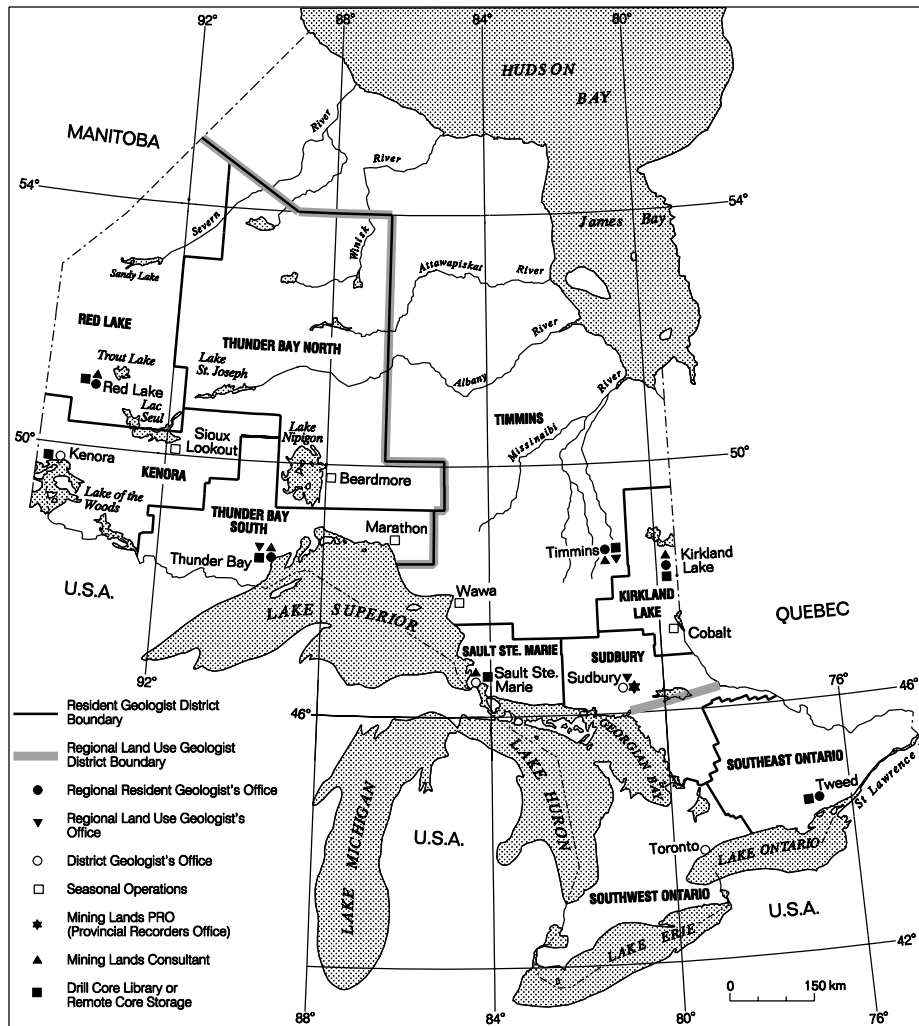 92°
88°
84°
80°
HUDSON
BAY
MANITOBA
River
River
54°
54°
Severn
James Bay
Winisk
Sandy Lake
Attawapiskat
River
RED LAKE
THUNDER BAY NORTH
River
Trout Lake
Lake
St. Joseph
Red Lake
Albany
River
Lac
Seul
TIMMINS
Missinaibi
50°
Sioux
Lookout
Lake
Nipigon
50°
Kenora
KENORA
Beardmore
Lake of the
Woods
THUNDER BAY
SOUTH
Marathon
Thunder Bay
Timmins
Kirkland
Lake
U.S.A.
Wawa
KIRKLAND
LAKE
LAKE SUPERIOR
QUEBEC
Cobalt
SAULT STE. MARIE
SUDBURY
92°
Sault Ste.
Marie
Sudbury
76°
46°
46°
Resident Geologist District
Boundary
Regional Land Use Geologist
District Boundary
Regional Resident Geologist's Office
Regional Land Use Geologist's
Office
District Geologist's Office
Seasonal Operations
Mining Lands PRO
(Provincial Recorders Office)
Mining Lands Consultant
Drill Core Library or
Remote Core Storage
GEORGIAN BAY
LAKE HURON
LAKE MICHIGAN
SOUTHEAST ONTARIO
Tweed
St Lawrence
U.S.A.
Toronto
LAKE ONTARIO
SOUTHWEST ONTARIO
U.S.A.
LAKE ERIE
42°
0 150 km
88°
84°
80°
76°